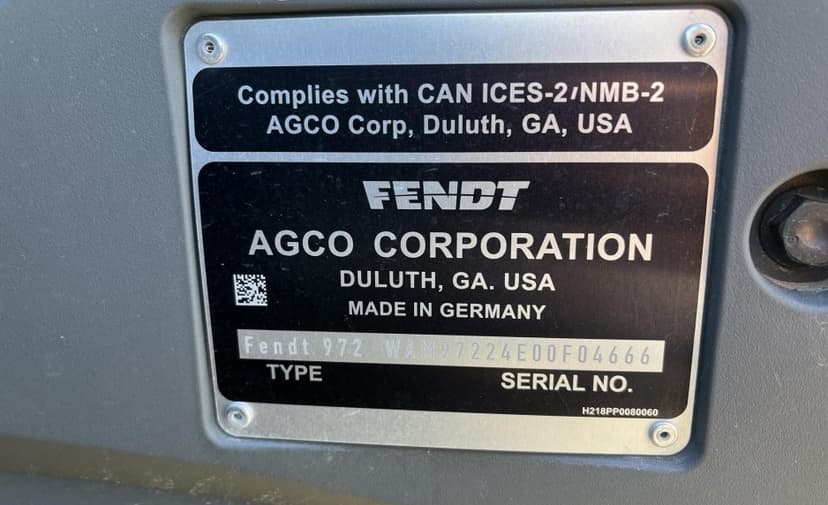 Complies with CAN ICES-2/NMB-2
AGCO Corp, Duluth, GA, USA
FENDT
AGCO CORPORATION
DULUTH, GA. USA
MADE IN GERMANY
Fendt 972 WAM97224E00F04666
TYPE SERIAL NO.
H218PP0080060